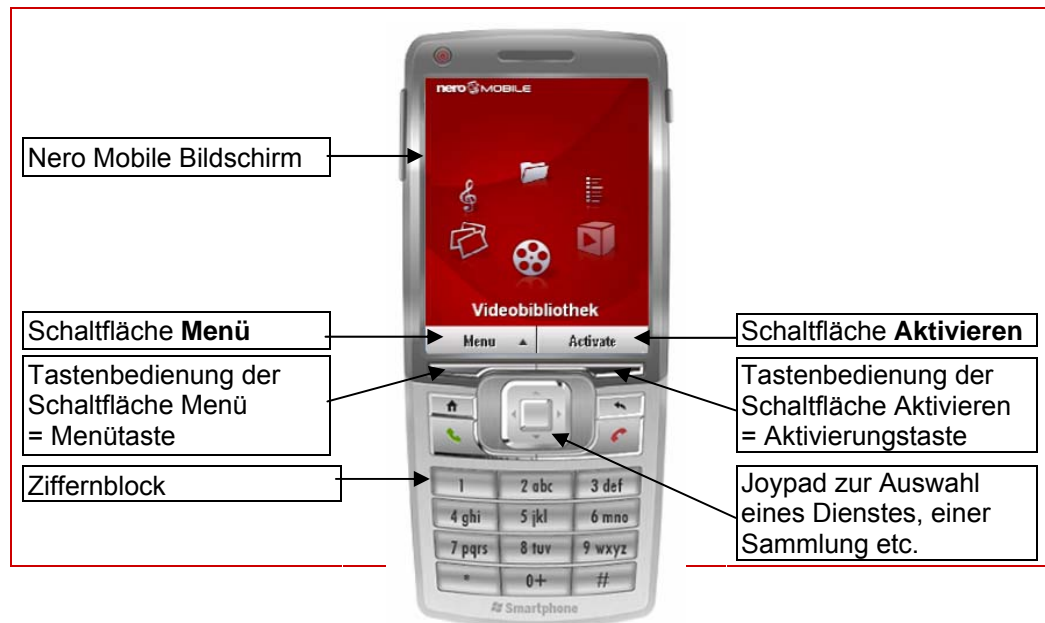 nero MOBILE
Nero Mobile Bildschirm
Videobibliothek
Schaltfläche Menü
Menu
Activate
Schaltfläche Aktivieren
Tastenbedienung der
Schaltfläche Menü
= Menütaste
Tastenbedienung der
Schaltfläche Aktivieren
= Aktivierungstaste
Ziffernblock
Joypad zur Auswahl
eines Dienstes, einer
Sammlung etc.
1 2 abc 3 def
4 ghi 5 jkl 6 mno
7 pqrs 8 tuv 9 wxyz
* 0+ #
Smartphone